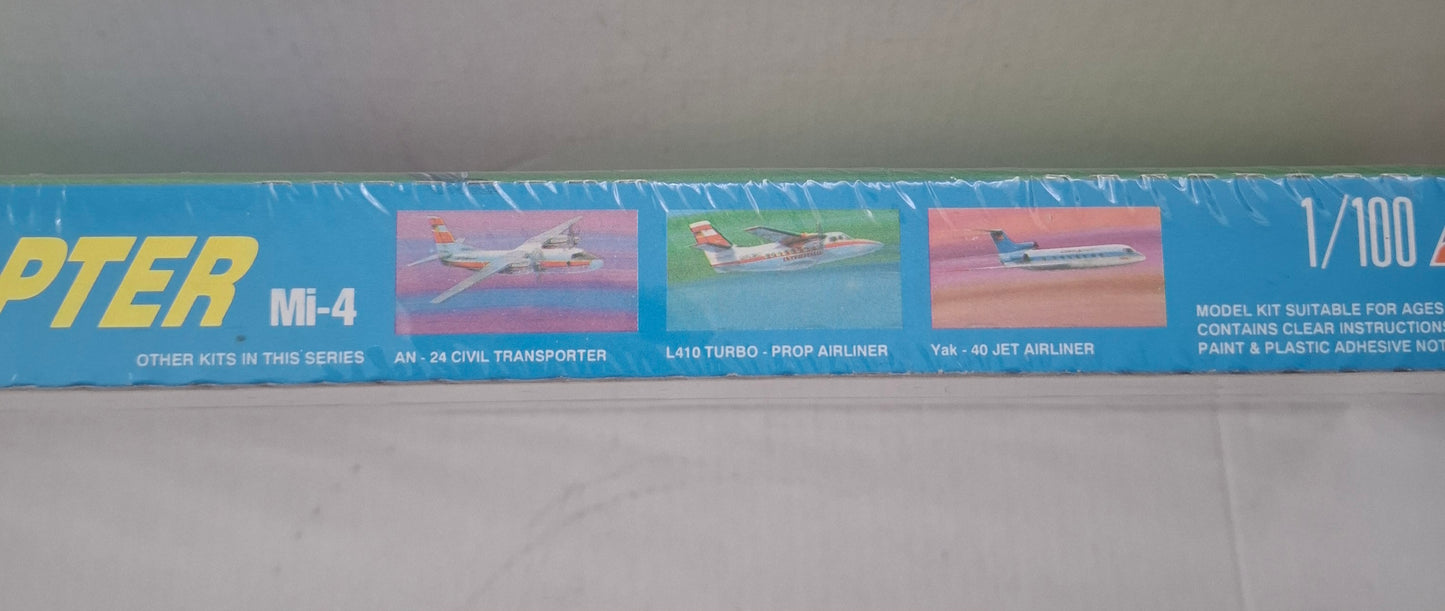 PTER Mi-4
OTHER KITS IN THIS SERIES
AN - 24 CIVIL TRANSPORTER
L410 TURBO - PROP AIRLINER
Yak - 40 JET AIRLINER
1/100
MODEL KIT SUITABLE FOR AGES
CONTAINS CLEAR INSTRUCTIONS
PAINT & PLASTIC ADHESIVE NOT